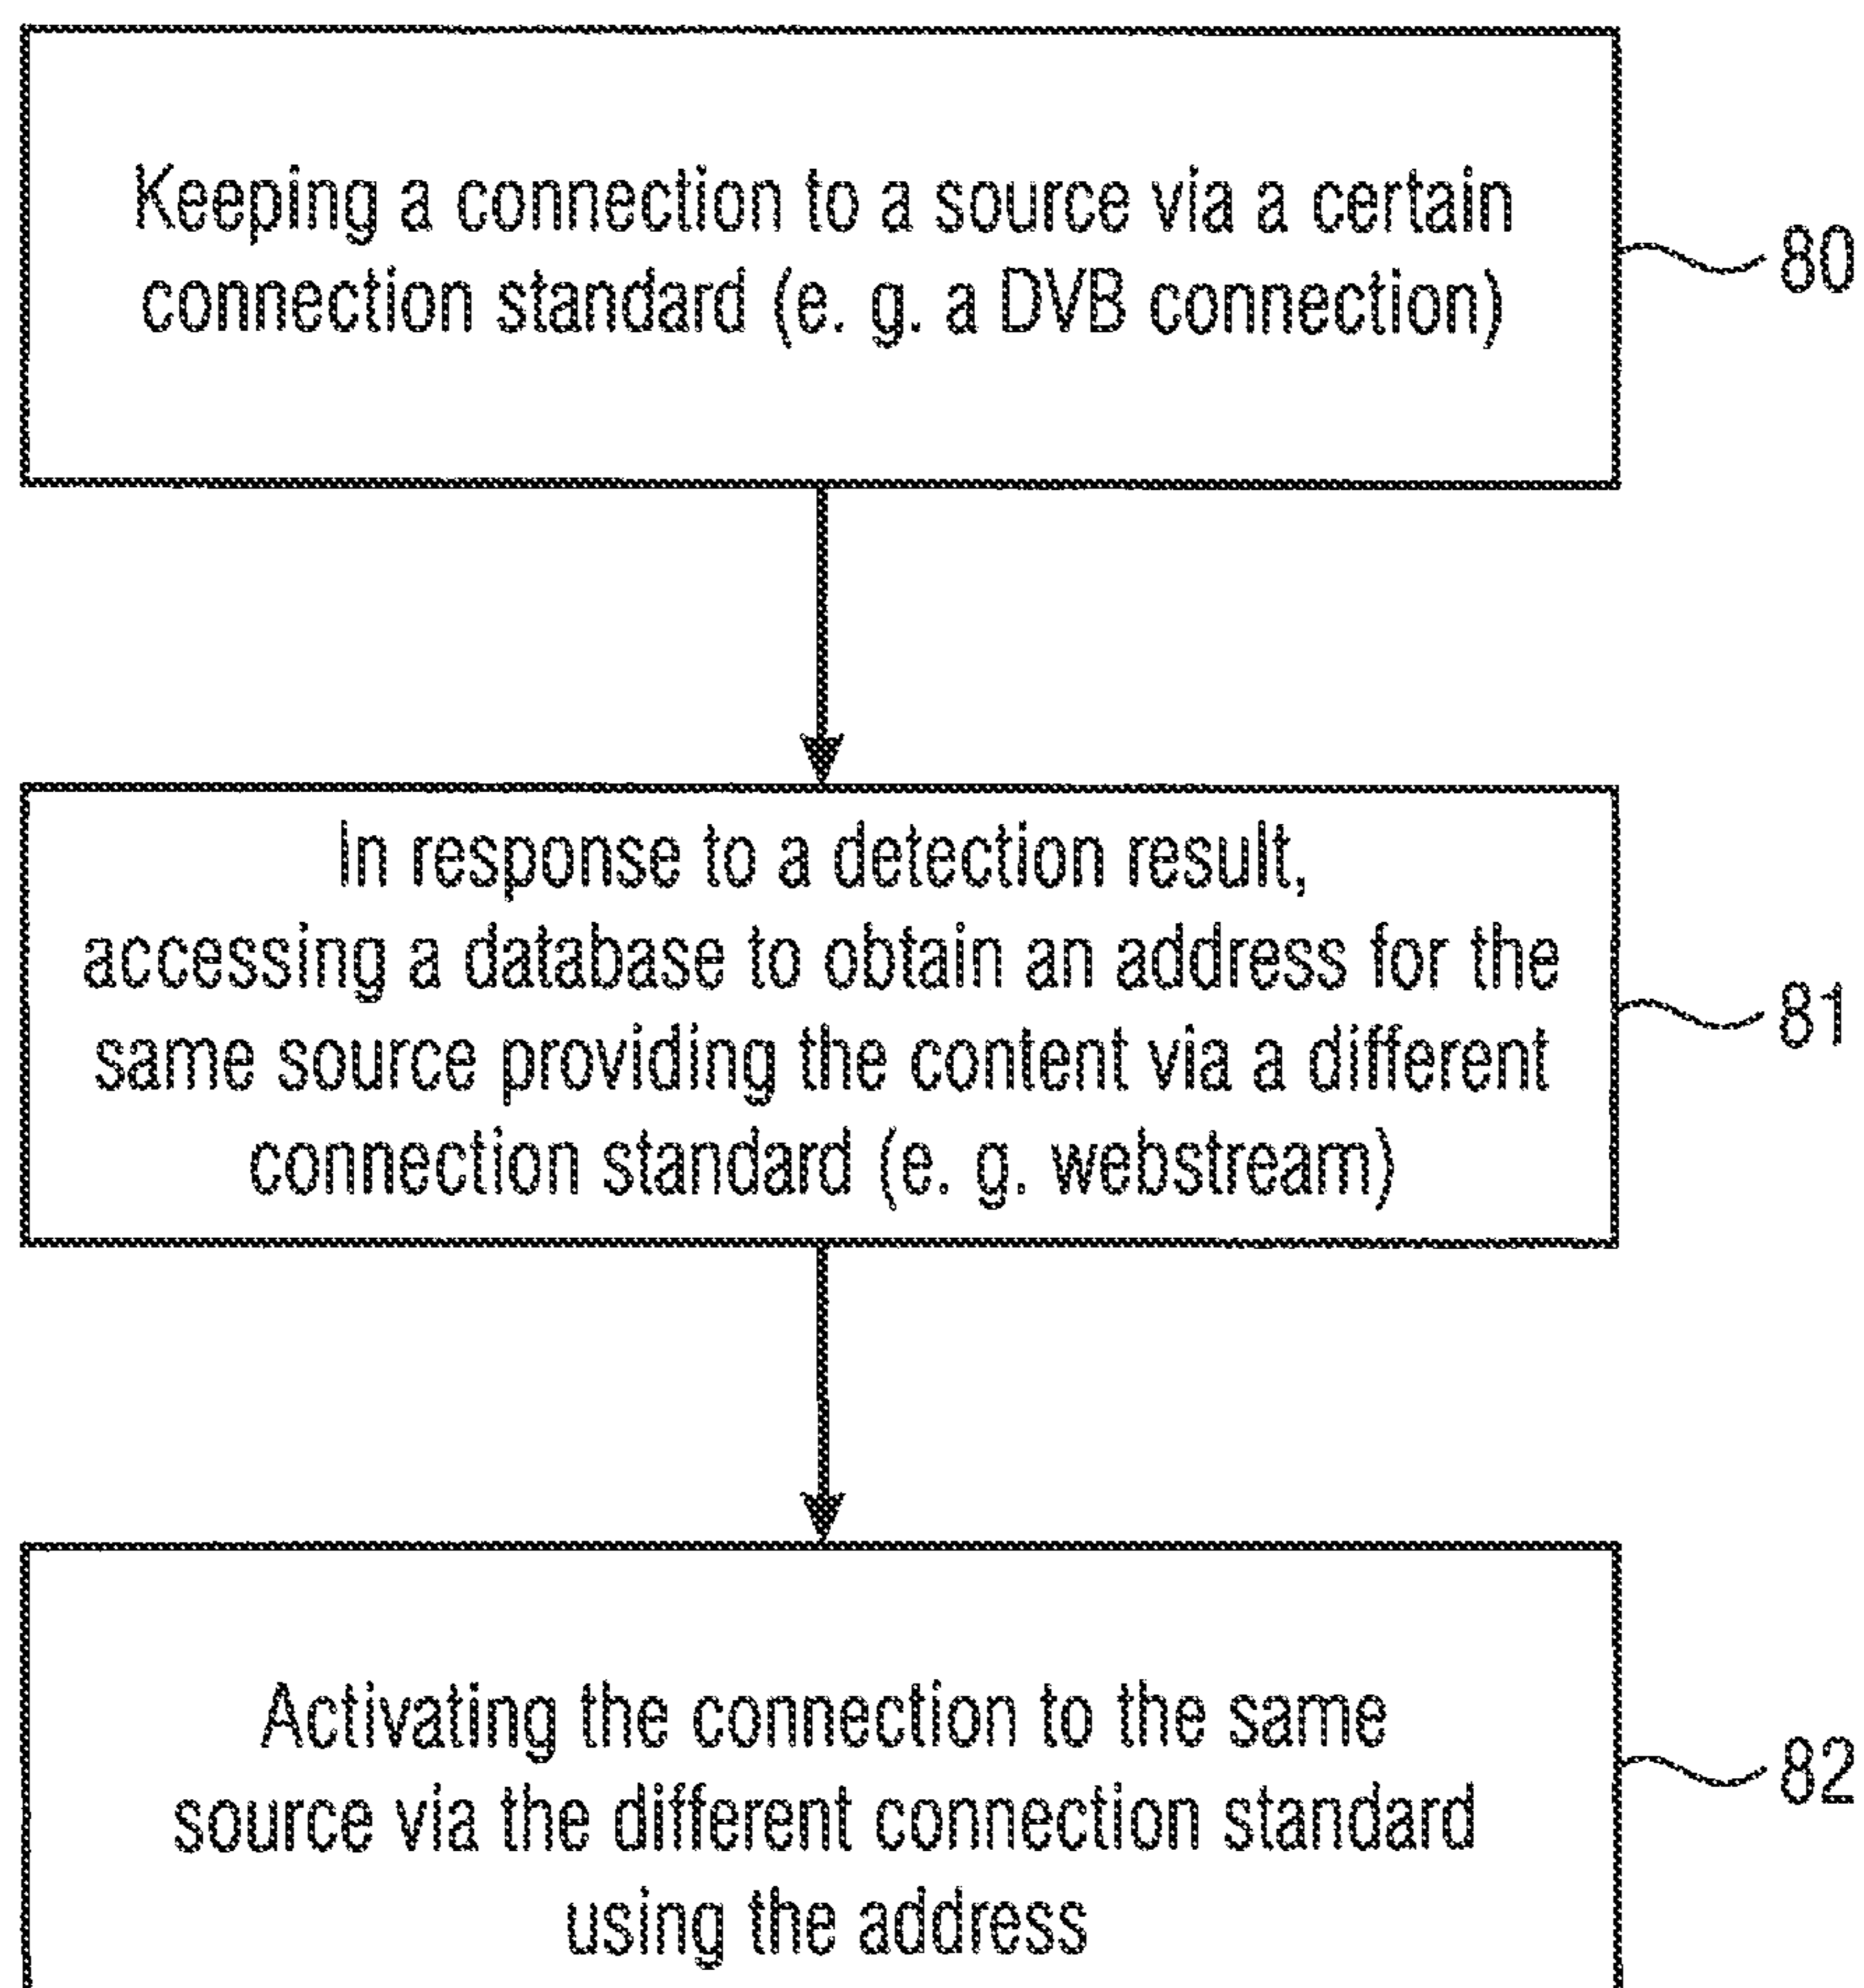 Keeping a connection to a source via a certain
connection standard (e. g. a DVB connection)
80
In response to a detection result,
accessing a database to obtain an address for the
same source providing the content via a different
connection standard (e. g. webstream)
81
Activating the connection to the same
source via the different connection standard
using the address
82